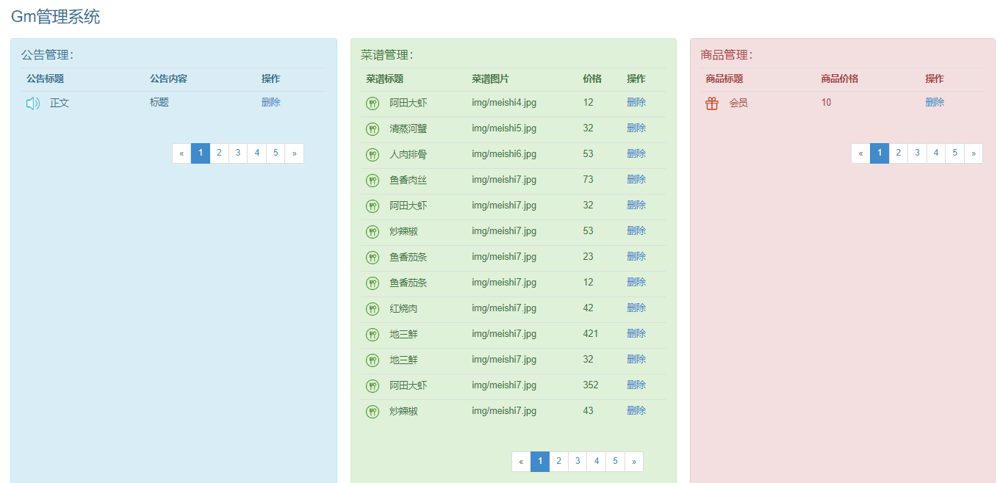 Gm管理系统
公告管理:
公告标题 公告内容 操作
正文 标题 删除
« 1 2 3 4 5 »
菜谱管理:
菜谱标题 菜谱图片 价格 操作
阿田大虾 img/meishi4.jpg 12 删除
清蒸河蟹 img/meishi5.jpg 32 删除
人肉排骨 img/meishi6.jpg 53 删除
鱼香肉丝 img/meishi7.jpg 73 删除
阿田大虾 img/meishi7.jpg 32 删除
炒辣椒 img/meishi7.jpg 53 删除
鱼香茄条 img/meishi7.jpg 23 删除
鱼香茄条 img/meishi7.jpg 12 删除
红烧肉 img/meishi7.jpg 42 删除
地三鲜 img/meishi7.jpg 421 删除
地三鲜 img/meishi7.jpg 32 删除
阿田大虾 img/meishi7.jpg 352 删除
炒辣椒 img/meishi7.jpg 43 删除
« 1 2 3 4 5 »
商品管理:
商品标题 商品价格 操作
会员 10 删除
« 1 2 3 4 5 »